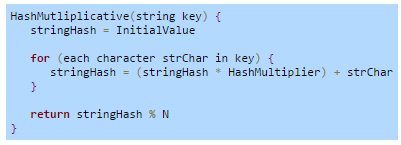 HashMutliplicative(string key) {
stringHash = InitialValue
for (each character strChar in key) {
stringHash = (stringHash * HashMultiplier) + strChar
}
return stringHash % N
}